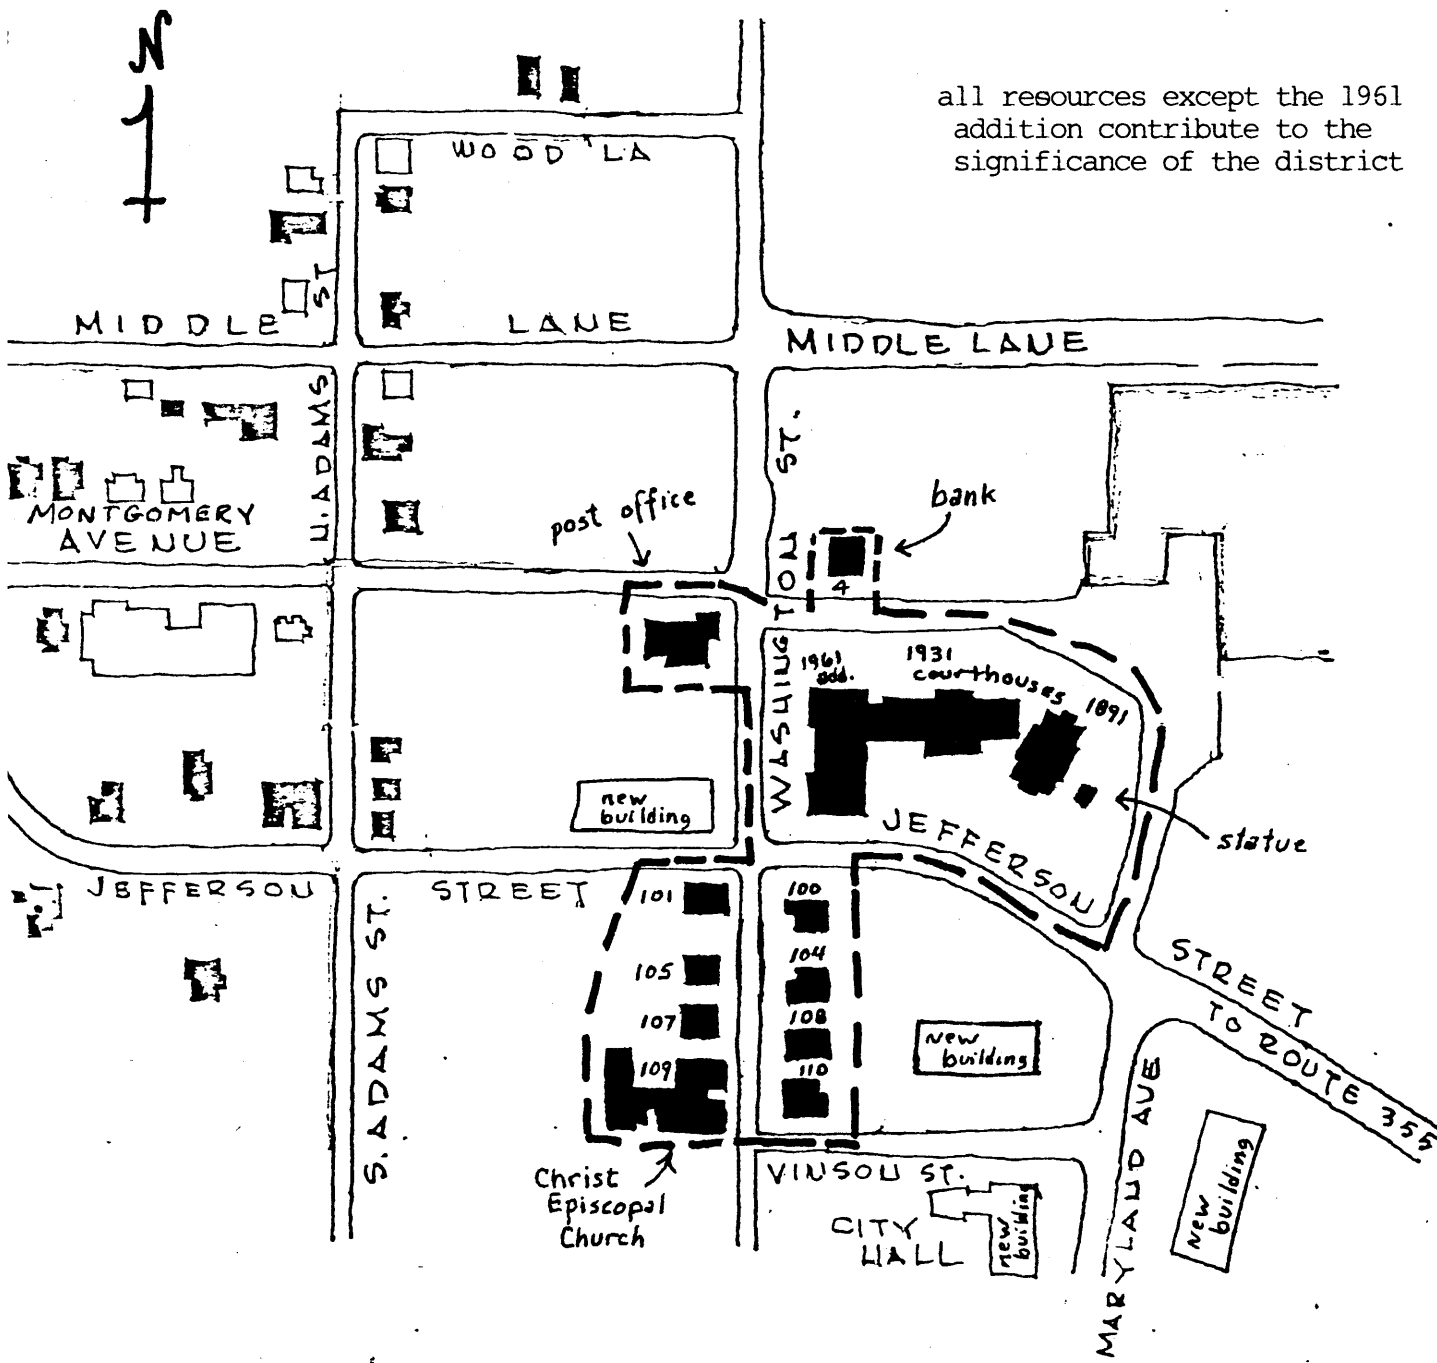 N
all resources except the 1961
addition contribute to the
significance of the district
WOOD LA
ST
MIDDLE
LANE
MIDDLE LANE
N. ADAMS
WASHINGTON ST.
MONTGOMERY
AVENUE
post office
bank
4
1961
add.
1931
courthouses
1891
new
building
JEFFERSON
statue
JEFFERSON
STREET
101
100
105
104
107
108
109
110
S. ADAMS ST.
STREET
TO ROUTE 355
New
building
MARYLAND AVE
Christ
Episcopal
Church
VINSON ST.
CITY
HALL
new
building
New
building